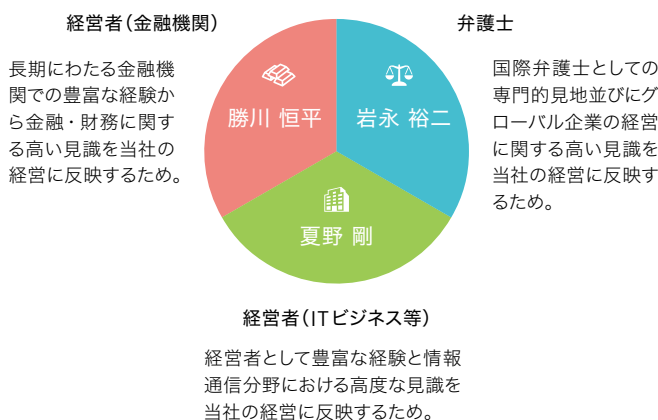 経営者（金融機関）
長期にわたる金融機
関での豊富な経験か
ら金融・財務に関す
る高い見識を当社の
経営に反映するため。
弁護士
国際弁護士としての
専門的見地並びにグ
ローバル企業の経営
に関する高い見識を
当社の経営に反映す
るため。
勝川 恒平
岩永 裕二
夏野 剛
経営者（ITビジネス等）
経営者として豊富な経験と情報
通信分野における高度な見識を
当社の経営に反映するため。